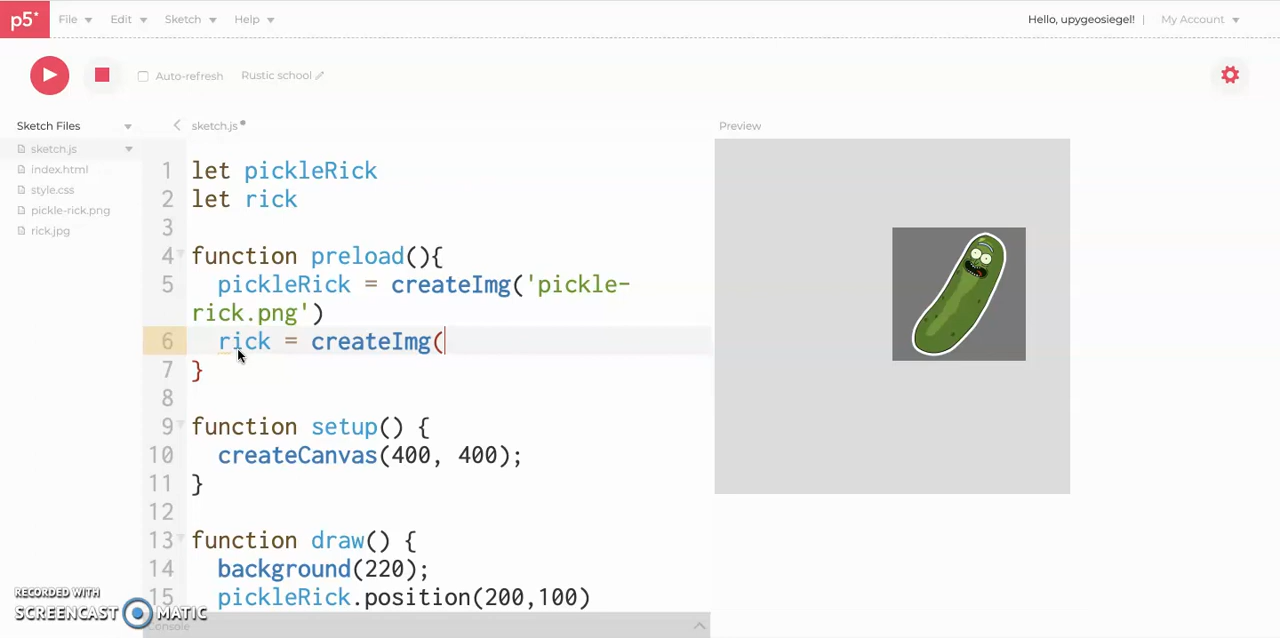 p5* File Edit Sketch Help Hello, upygeosiegel! | My Account
Auto-refresh Rustic school
Sketch Files sketch.js Preview
sketch.js
index.html
style.css
pickle-rick.png
rick.jpg
1 let pickleRick
2 let rick
3
4 function preload(){
5 pickleRick = createImg('pickle-
rick.png')
6 rick = createImg(
7 }
8
9 function setup() {
10 createCanvas(400, 400);
11 }
12
13 function draw() {
14 background(220);
15 pickleRick.position(200,100)
RECORDED WITH
SCREENCAST MATIC